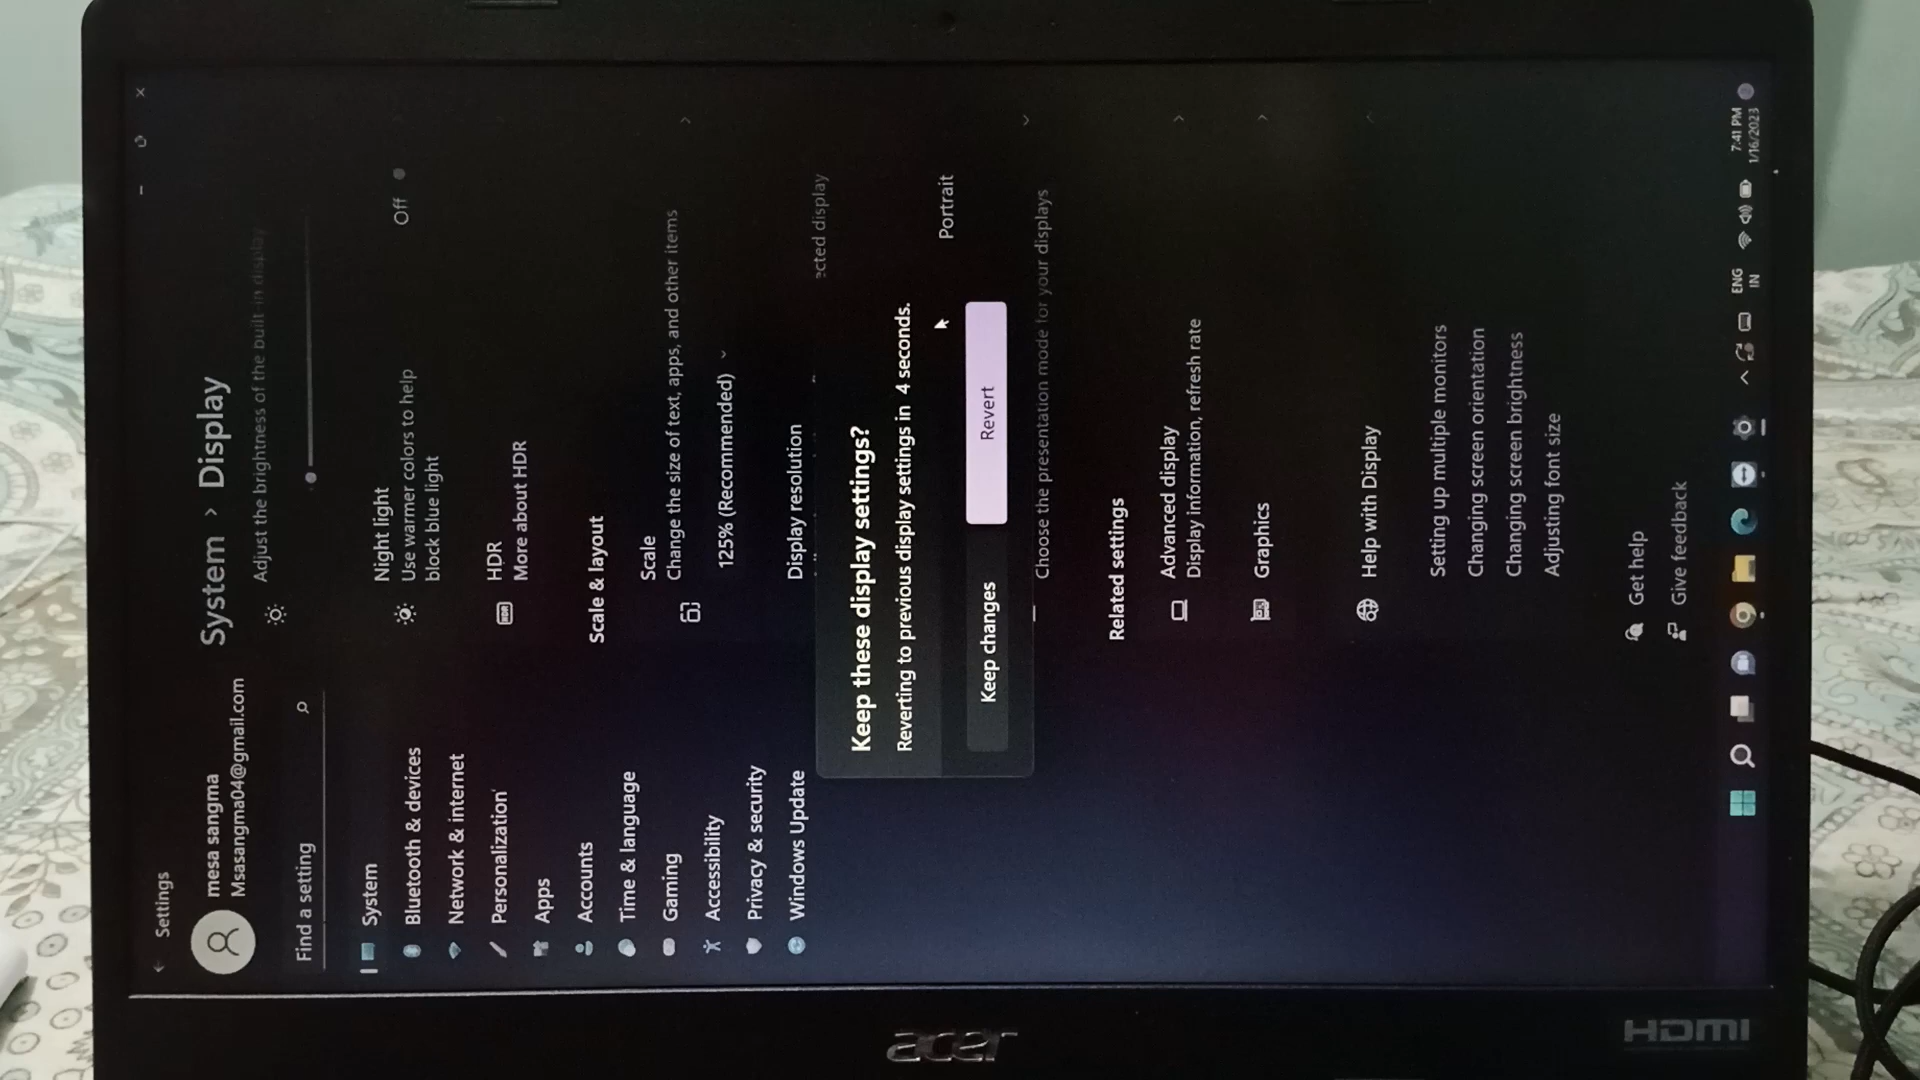 Settings
mesa sangma
Msasangma04@gmail.com
Find a setting
System
Bluetooth & devices
Network & internet
Personalization
Apps
Accounts
Time & language
Gaming
Accessibility
Privacy & security
Windows Update
System > Display
Adjust the brightness of the built-in display
Night light
Use warmer colors to help
block blue light
Off
HDR
More about HDR
Scale & layout
Scale
Change the size of text, apps, and other items
125% (Recommended)
Display resolution
display
Keep these display settings?
Reverting to previous display settings in 4 seconds.
Keep changes
Revert
Portrait
Choose the presentation mode for your displays
Related settings
Advanced display
Display information, refresh rate
Graphics
Help with Display
Setting up multiple monitors
Changing screen orientation
Changing screen brightness
Adjusting font size
Get help
Give feedback
ENG
IN
7:41 PM
1/16/2023
acer
HDMI